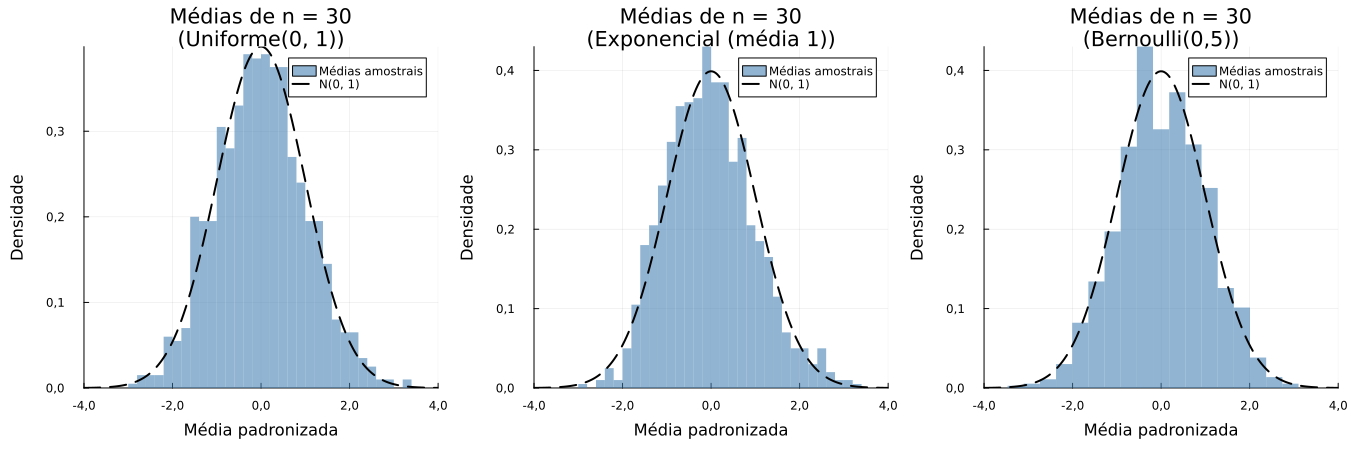 Médias de n = 30
(Uniforme(0, 1))
Médias amostrais
N(0, 1)
0,3
0,2
0,1
0,0
Densidade
-4,0
-2,0
0,0
2,0
4,0
Média padronizada
Médias de n = 30
(Exponencial (média 1))
Médias amostrais
N(0, 1)
0,4
0,3
0,2
0,1
0,0
Densidade
-4,0
-2,0
0,0
2,0
4,0
Média padronizada
Médias de n = 30
(Bernoulli(0,5))
Médias amostrais
N(0, 1)
0,4
0,3
0,2
0,1
0,0
Densidade
-4,0
-2,0
0,0
2,0
4,0
Média padronizada